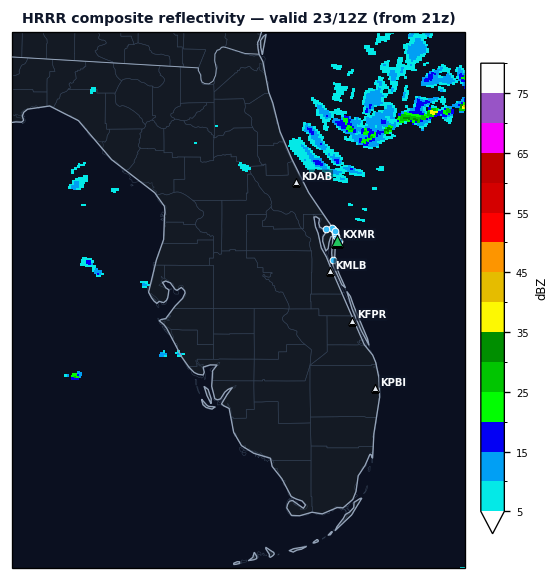 HRRR composite reflectivity — valid 23/12Z (from 21z)
KDAB
KXMR
KMLB
KFPR
KPBI
75
65
55
45
35
25
15
5
dBZ